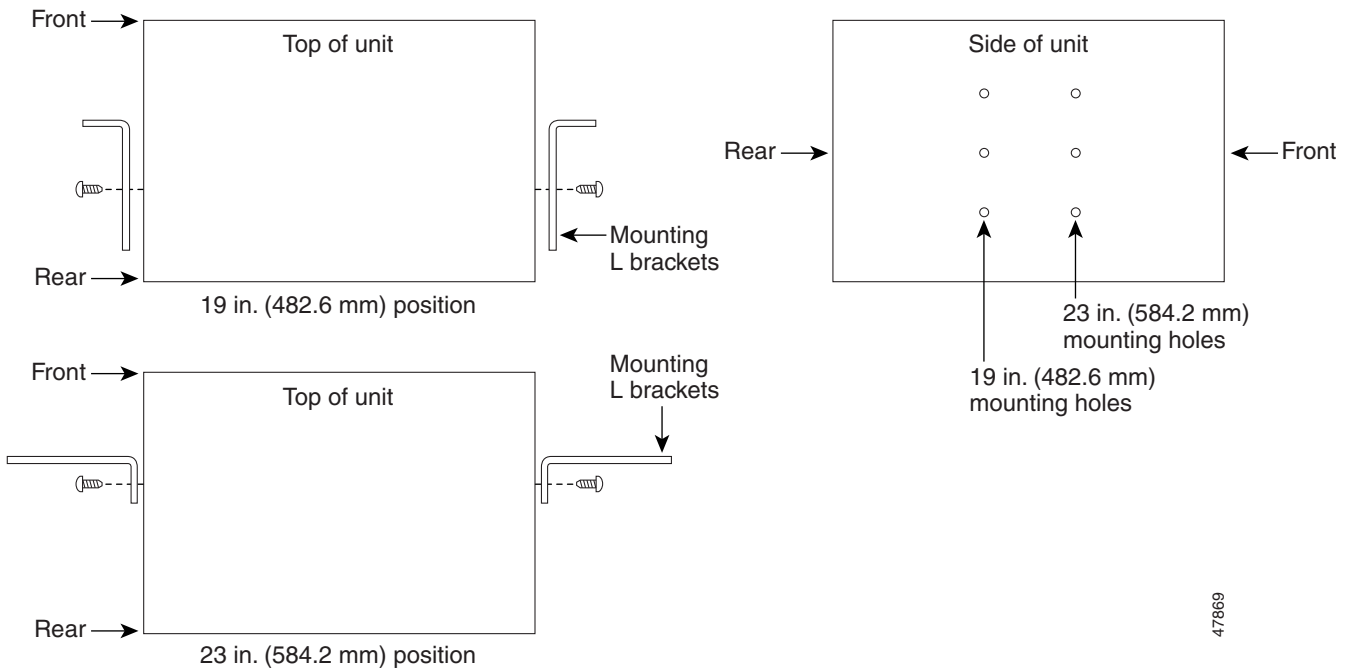 Front
Top of unit
Mounting
L brackets
Rear
19 in. (482.6 mm) position
Side of unit
Rear
Front
23 in. (584.2 mm)
mounting holes
19 in. (482.6 mm)
mounting holes
Front
Top of unit
Mounting
L brackets
Rear
23 in. (584.2 mm) position
47869